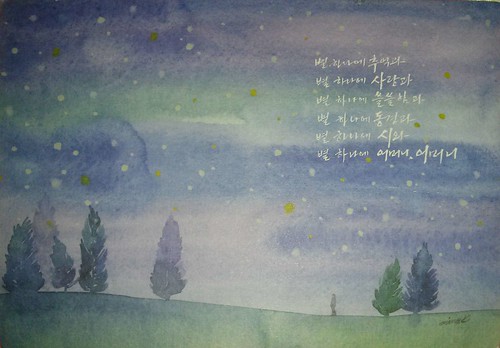 별 하나에 추억과
별 하나에 사랑과
별 하나에 쓸쓸함과
별 하나에 동경과
별 하나에 시와
별 하나에 어머니, 어머니